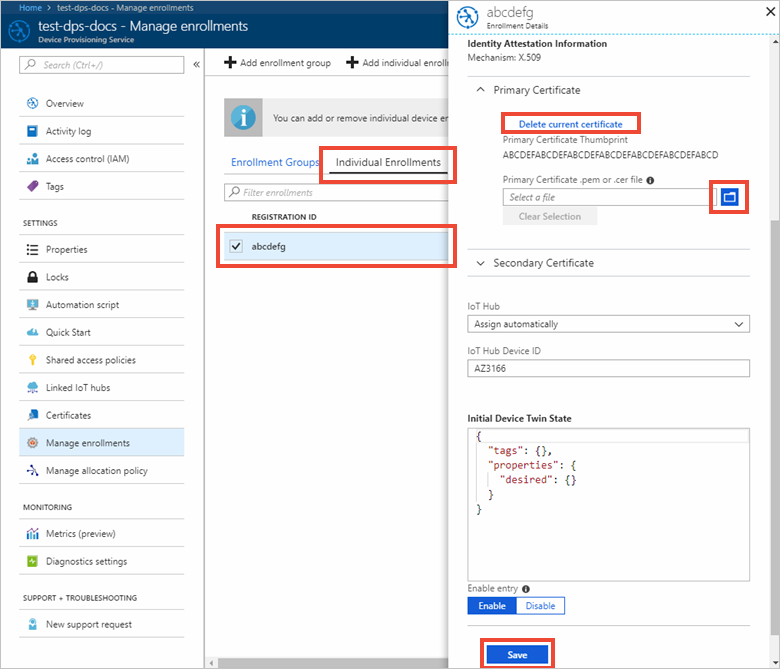 Home > test-dps-docs - Manage enrollments
test-dps-docs - Manage enrollments
Device Provisioning Service
Search (Ctrl+/)
Overview
Activity log
Access control (IAM)
Tags
SETTINGS
Properties
Locks
Automation script
Quick Start
Shared access policies
Linked IoT hubs
Certificates
Manage enrollments
Manage allocation policy
MONITORING
Metrics (preview)
Diagnostics settings
SUPPORT + TROUBLESHOOTING
New support request
Add enrollment group
Add individual enroll
You can add or remove individual device en
Enrollment Groups
Individual Enrollments
Filter enrollments
REGISTRATION ID
abcdefg
abcdefg
Enrollment Details
Identity Attestation Information
Mechanism: X.509
Primary Certificate
Delete current certificate
Primary Certificate Thumbprint
ABCDEFABCDEFABCDEFABCDEFABCDEFABCDEFABCD
Primary Certificate .pem or .cer file
Select a file
Clear Selection
Secondary Certificate
IoT Hub
Assign automatically
IoT Hub Device ID
AZ3166
Initial Device Twin State
{
"tags": {},
"properties": {
"desired": {}
}
}
Enable entry
Enable
Disable
Save